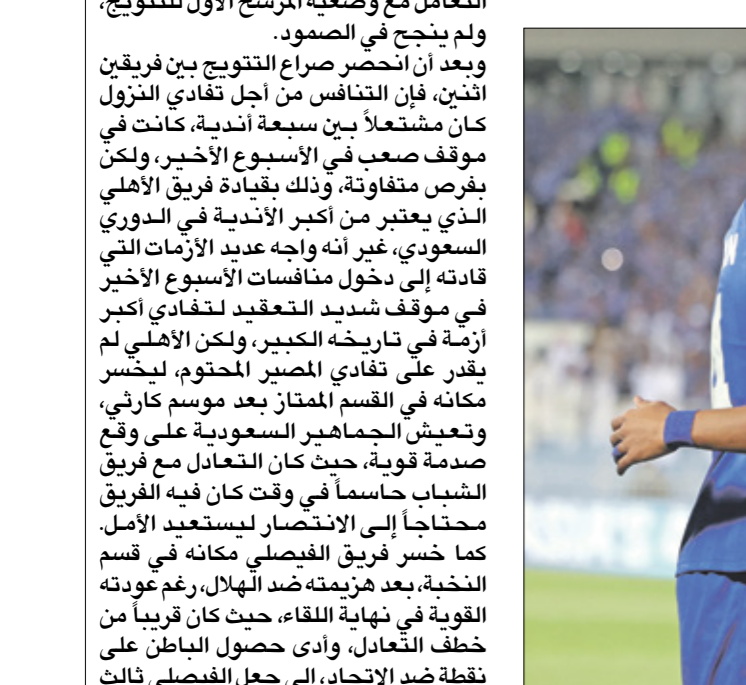 التعامل مع وضعية المرشح الأول للتتويج،
ولم ينجح في الصمود.
وبعد أن انحصر صراع التتويج بين فريقين
اثنين، فإن التنافس من أجل تفادي النزول
كان مشتعلاً بين سبعة أندية، كانت في
موقف صعب في الأسبوع الأخير، ولكن
بفرص متفاوتة، وذلك بقيادة فريق الأهلي
الذي يعتبر من أكبر الأندية في الدوري
السعودي، غير أنه واجه عديد الأزمات التي
قادته إلى دخول منافسات الأسبوع الأخير
في موقف شديد التعقيد لتفادي أكبر
أزمة في تاريخه الكبير، ولكن الأهلي لم
يقدر على تفادي المصير المحتوم، ليخسر
مكانه في القسم الممتاز بعد موسم كارثي،
وتعيش الجماهير السعودية على وقع
صدمة قوية، حيث كان التعادل مع فريق
الشباب حاسماً في وقت كان فيه الفريق
محتاجاً إلى الانتصار ليستعيد الأمل.
كما خسر فريق الفيصلي مكانه في قسم
النخبة، بعد هزيمته ضد الهلال، رغم عودته
القوية في نهاية اللقاء، حيث كان قريباً من
خطف التعادل، وأدى حصول الباطن على
نقطة ضد الاتحاد، إلى جعل الفيصلي ثالث